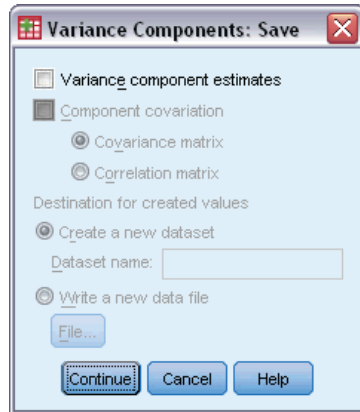 Variance Components: Save
Variance component estimates
Component covariation
Covariance matrix
Correlation matrix
Destination for created values
Create a new dataset
Dataset name:
Write a new data file
File...
Continue Cancel Help